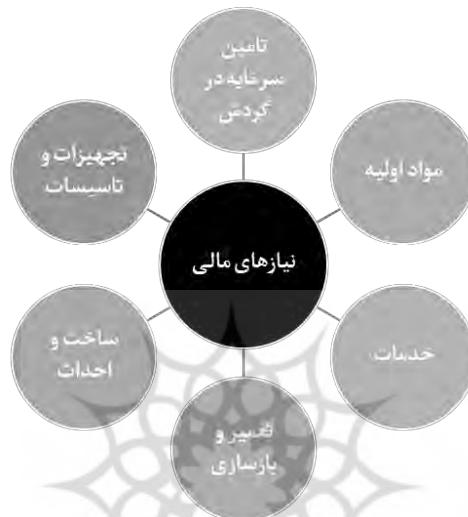 تامین
سرمایه در
گردش
مواد اولیه
خدمات
تعمیر و
بازسازی
ساخت و
احداث
تجهیزات و
تاسیسات
نیازهای مالی